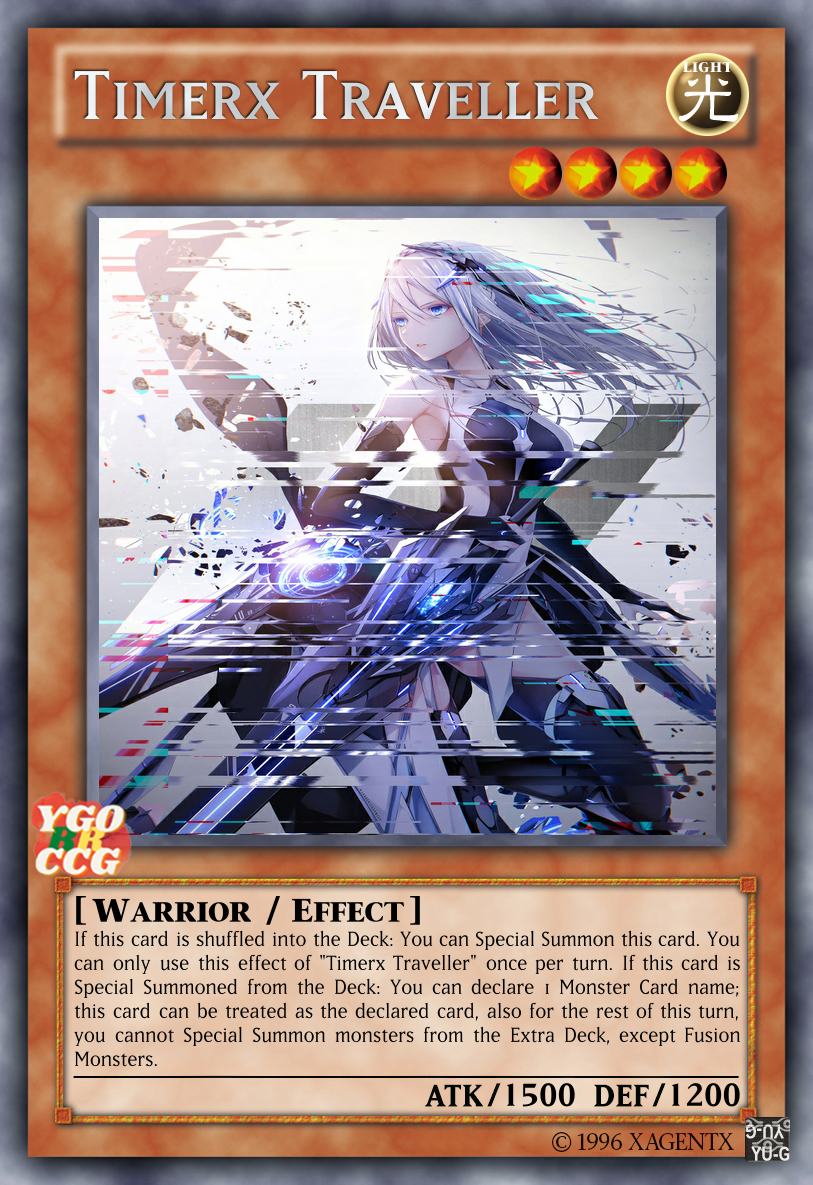 Timerx Traveller
LIGHT
光
YGO
RR
CCG
[ Warrior / Effect ]
If this card is shuffled into the Deck: You can Special Summon this card. You
can only use this effect of "Timerx Traveller" once per turn. If this card is
Special Summoned from the Deck: You can declare 1 Monster Card name;
this card can be treated as the declared card, also for the rest of this turn,
you cannot Special Summon monsters from the Extra Deck, except Fusion
Monsters.
ATK/1500 DEF/1200
© 1996 XAGENTX
YU-G
YU-G